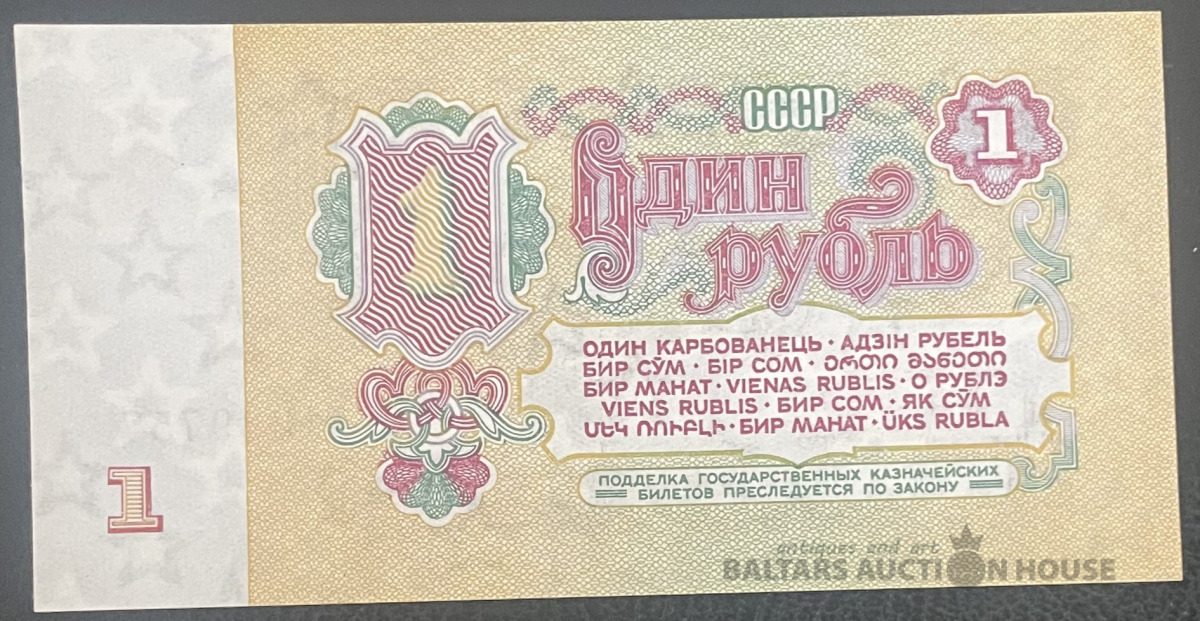 СССР
1
1
Один
рубль
ОДИН КАРБОВАНЕЦЬ · АДЗІН РУБЕЛЬ
БИР СЎМ · БІР СОМ · ᲔᲠᲗᲘ ᲛᲐᲜᲔᲗᲘ
БИР МАНАТ · VIENAS RUBLIS · О РУБЛЭ
VIENS RUBLIS · БИР СОМ · ЯК СЎМ
ՄԵԿ ՌՈՒԲԼԻ · БИР МАНАТ · ÜKS RUBLA
ПОДДЕЛКА ГОСУДАРСТВЕННЫХ КАЗНАЧЕЙСКИХ
БИЛЕТОВ ПРЕСЛЕДУЕТСЯ ПО ЗАКОНУ
1
antiques and art
BALTARS AUCTION HOUSE